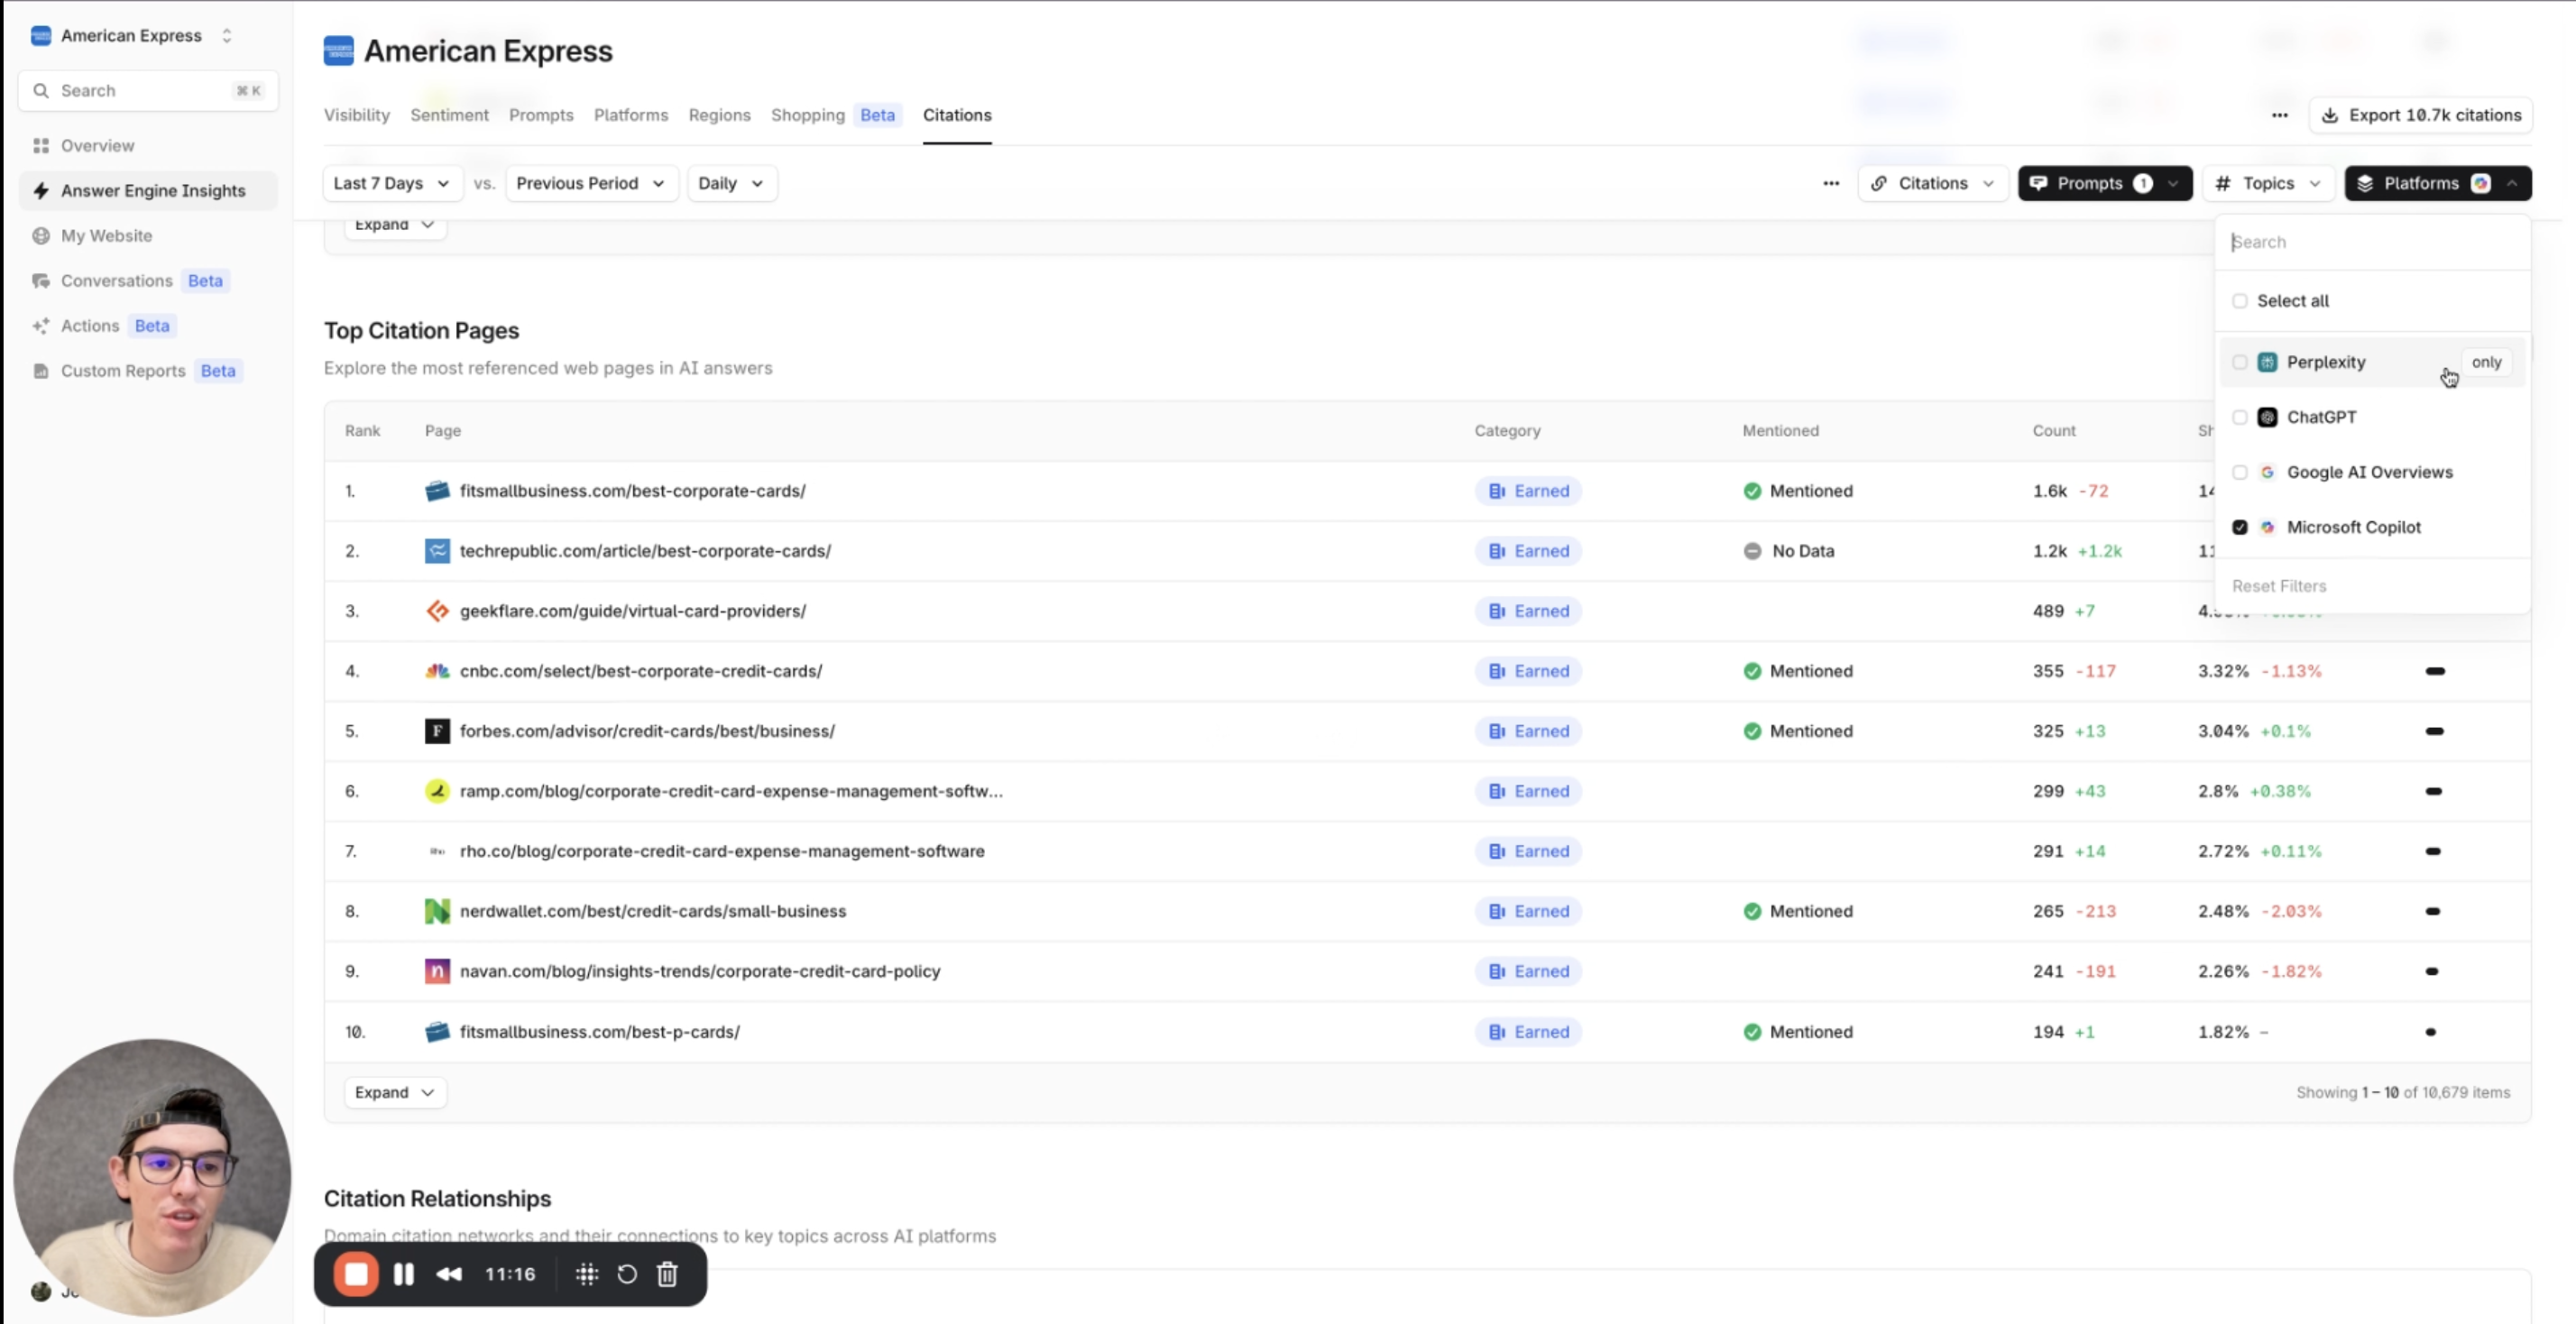 American Express
Search ⌘ K
Overview
Answer Engine Insights
My Website
Conversations Beta
Actions Beta
Custom Reports Beta
American Express
Visibility Sentiment Prompts Platforms Regions Shopping Beta Citations
Export 10.7k citations
Last 7 Days vs. Previous Period Daily
Citations Prompts 1 # Topics Platforms
Expand
Search
Select all
Perplexity only
ChatGPT
Google AI Overviews
Microsoft Copilot
Reset Filters
Top Citation Pages
Explore the most referenced web pages in AI answers
Rank Page Category Mentioned Count
1. fitsmallbusiness.com/best-corporate-cards/ Earned Mentioned 1.6k -72
2. techrepublic.com/article/best-corporate-cards/ Earned No Data 1.2k +1.2k
3. geekflare.com/guide/virtual-card-providers/ Earned 489 +7
4. cnbc.com/select/best-corporate-credit-cards/ Earned Mentioned 355 -117 3.32% -1.13%
5. forbes.com/advisor/credit-cards/best/business/ Earned Mentioned 325 +13 3.04% +0.1%
6. ramp.com/blog/corporate-credit-card-expense-management-softw... Earned 299 +43 2.8% +0.38%
7. rho.co/blog/corporate-credit-card-expense-management-software Earned 291 +14 2.72% +0.11%
8. nerdwallet.com/best/credit-cards/small-business Earned Mentioned 265 -213 2.48% -2.03%
9. navan.com/blog/insights-trends/corporate-credit-card-policy Earned 241 -191 2.26% -1.82%
10. fitsmallbusiness.com/best-p-cards/ Earned Mentioned 194 +1 1.82% –
Expand
Showing 1 – 10 of 10,679 items
Citation Relationships
Domain citation networks and their connections to key topics across AI platforms
11:16